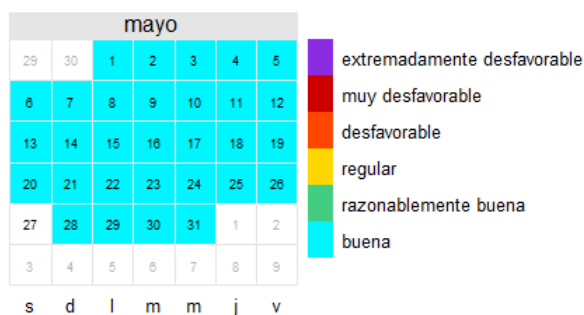 mayo
29 30 1 2 3 4 5
6 7 8 9 10 11 12
13 14 15 16 17 18 19
20 21 22 23 24 25 26
27 28 29 30 31 1 2
3 4 5 6 7 8 9
s d l m m j v
extremadamente desfavorable
muy desfavorable
desfavorable
regular
razonablemente buena
buena